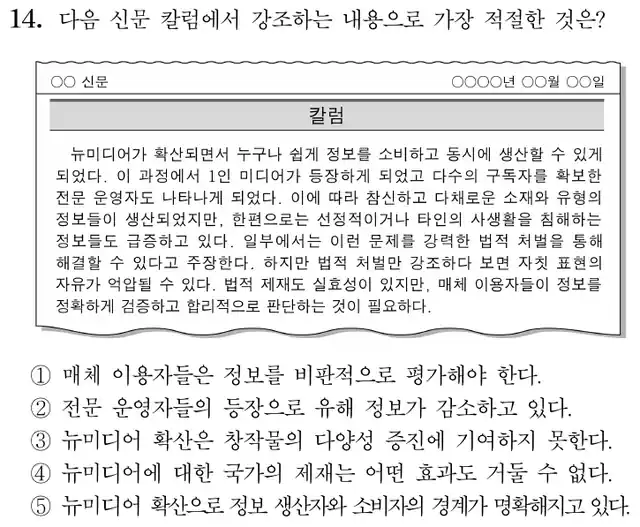 14. 다음 신문 칼럼에서 강조하는 내용으로 가장 적절한 것은?
○○ 신문 ○○○○년 ○○월 ○○일
칼럼
뉴미디어가 확산되면서 누구나 쉽게 정보를 소비하고 동시에 생산할 수 있게
되었다. 이 과정에서 1인 미디어가 등장하게 되었고 다수의 구독자를 확보한
전문 운영자도 나타나게 되었다. 이에 따라 참신하고 다채로운 소재와 유형의
정보들이 생산되었지만, 한편으로는 선정적이거나 타인의 사생활을 침해하는
정보들도 급증하고 있다. 일부에서는 이런 문제를 강력한 법적 처벌을 통해
해결할 수 있다고 주장한다. 하지만 법적 처벌만 강조하다 보면 자칫 표현의
자유가 억압될 수 있다. 법적 제재도 실효성이 있지만, 매체 이용자들이 정보를
정확하게 검증하고 합리적으로 판단하는 것이 필요하다.
① 매체 이용자들은 정보를 비판적으로 평가해야 한다.
② 전문 운영자들의 등장으로 유해 정보가 감소하고 있다.
③ 뉴미디어 확산은 창작물의 다양성 증진에 기여하지 못한다.
④ 뉴미디어에 대한 국가의 제재는 어떤 효과도 거둘 수 없다.
⑤ 뉴미디어 확산으로 정보 생산자와 소비자의 경계가 명확해지고 있다.